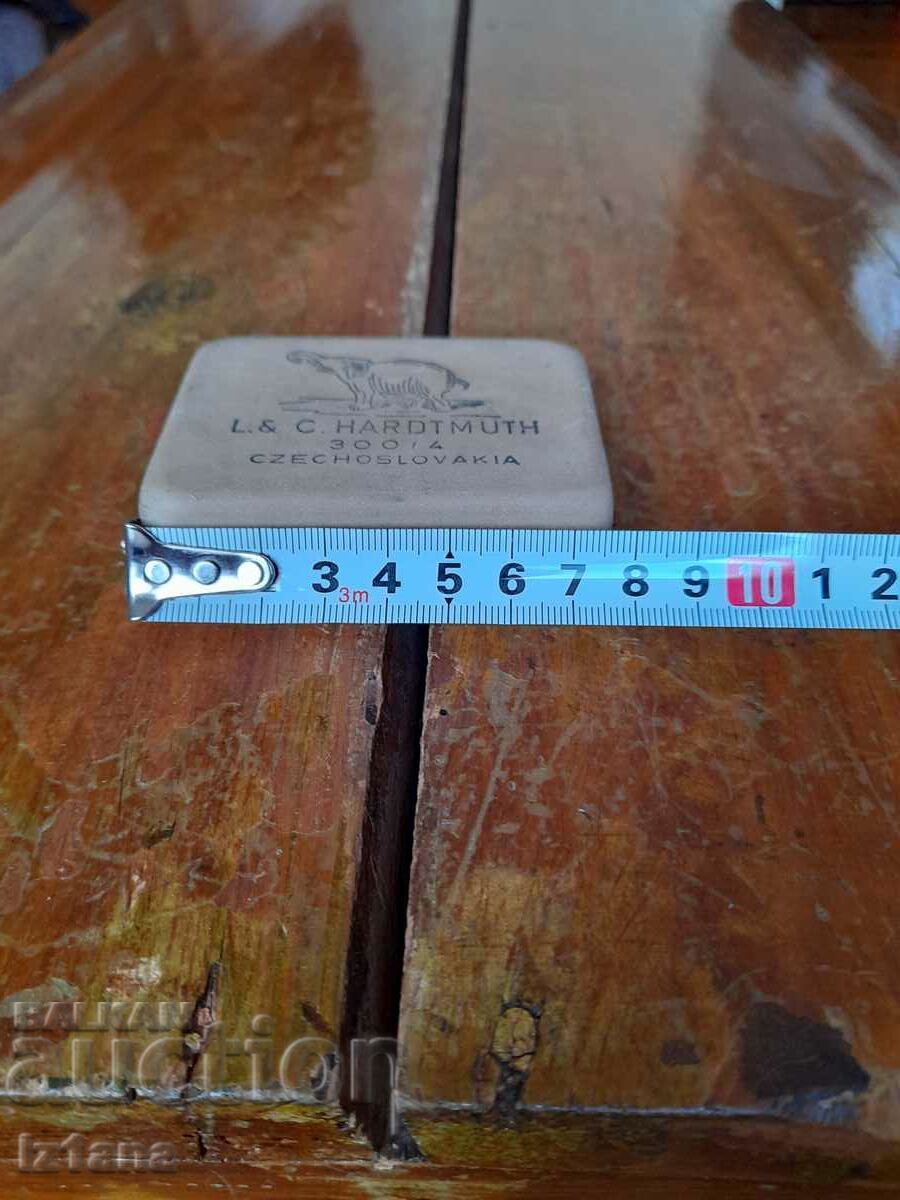 L. & C. HARDTMUTH
300/4
CZECHOSLOVAKIA
3 4 5 6 7 8 9 10 1 2
3m
BALKAN
auction
iz1ana